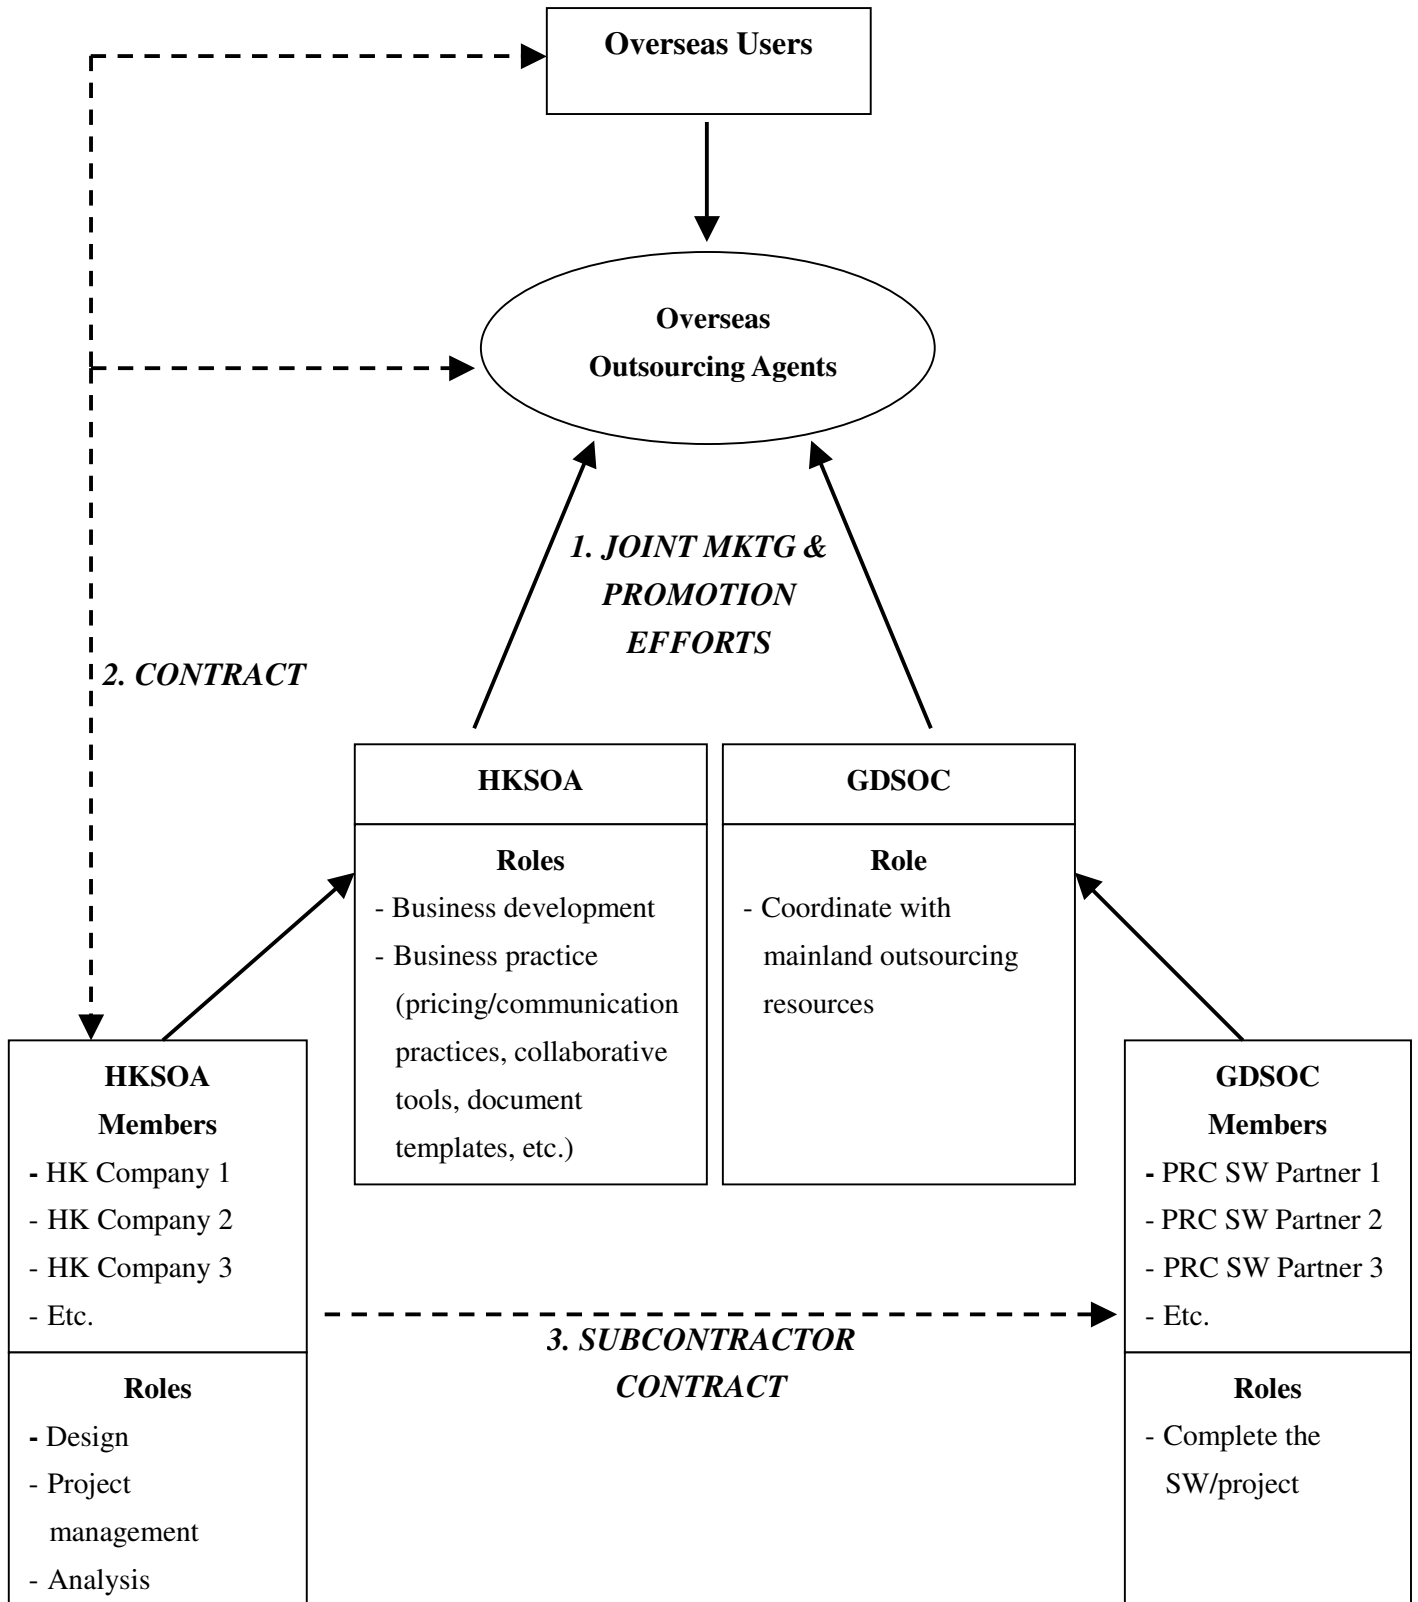 Overseas Users
Overseas
Outsourcing Agents
1. JOINT MKTG &
PROMOTION
EFFORTS
2. CONTRACT
HKSOA
Roles
- Business development
- Business practice
(pricing/communication
practices, collaborative
tools, document
templates, etc.)
GDSOC
Role
- Coordinate with
mainland outsourcing
resources
HKSOA
Members
- HK Company 1
- HK Company 2
- HK Company 3
- Etc.
Roles
- Design
- Project
management
- Analysis
3. SUBCONTRACTOR
CONTRACT
GDSOC
Members
- PRC SW Partner 1
- PRC SW Partner 2
- PRC SW Partner 3
- Etc.
Roles
- Complete the
SW/project